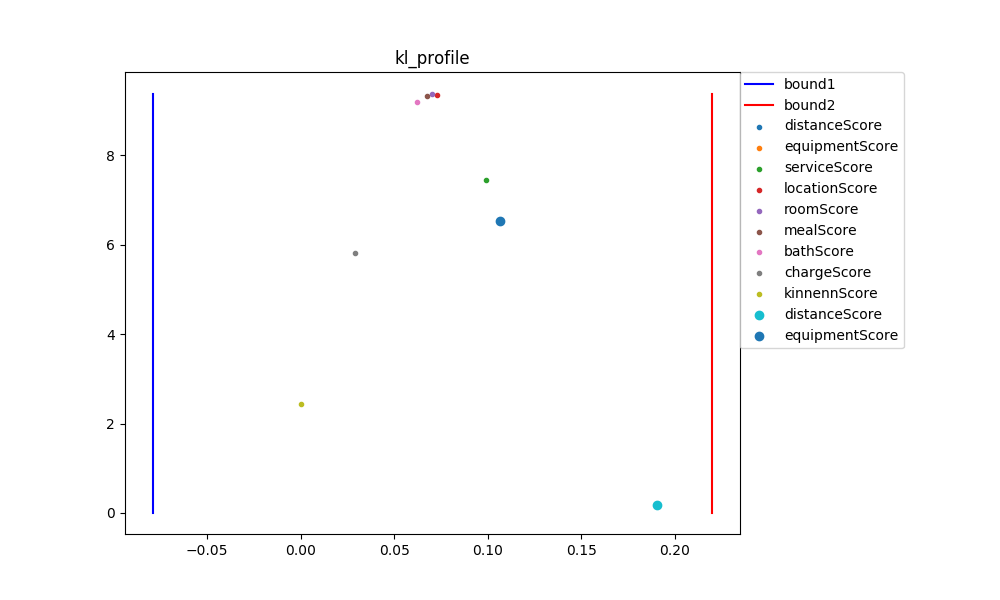 kl_profile
8
6
4
2
0
−0.05
0.00
0.05
0.10
0.15
0.20
bound1
bound2
distanceScore
equipmentScore
serviceScore
locationScore
roomScore
mealScore
bathScore
chargeScore
kinnennScore
distanceScore
equipmentScore